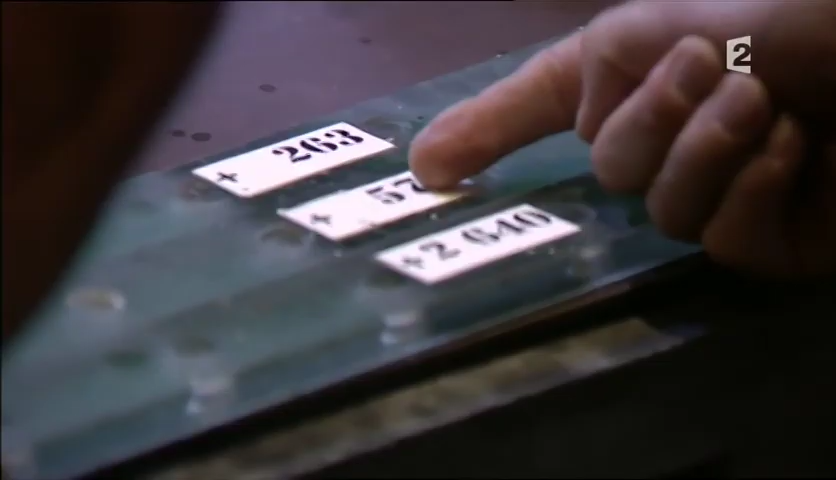 2
+ 263
+ 57
+2 640